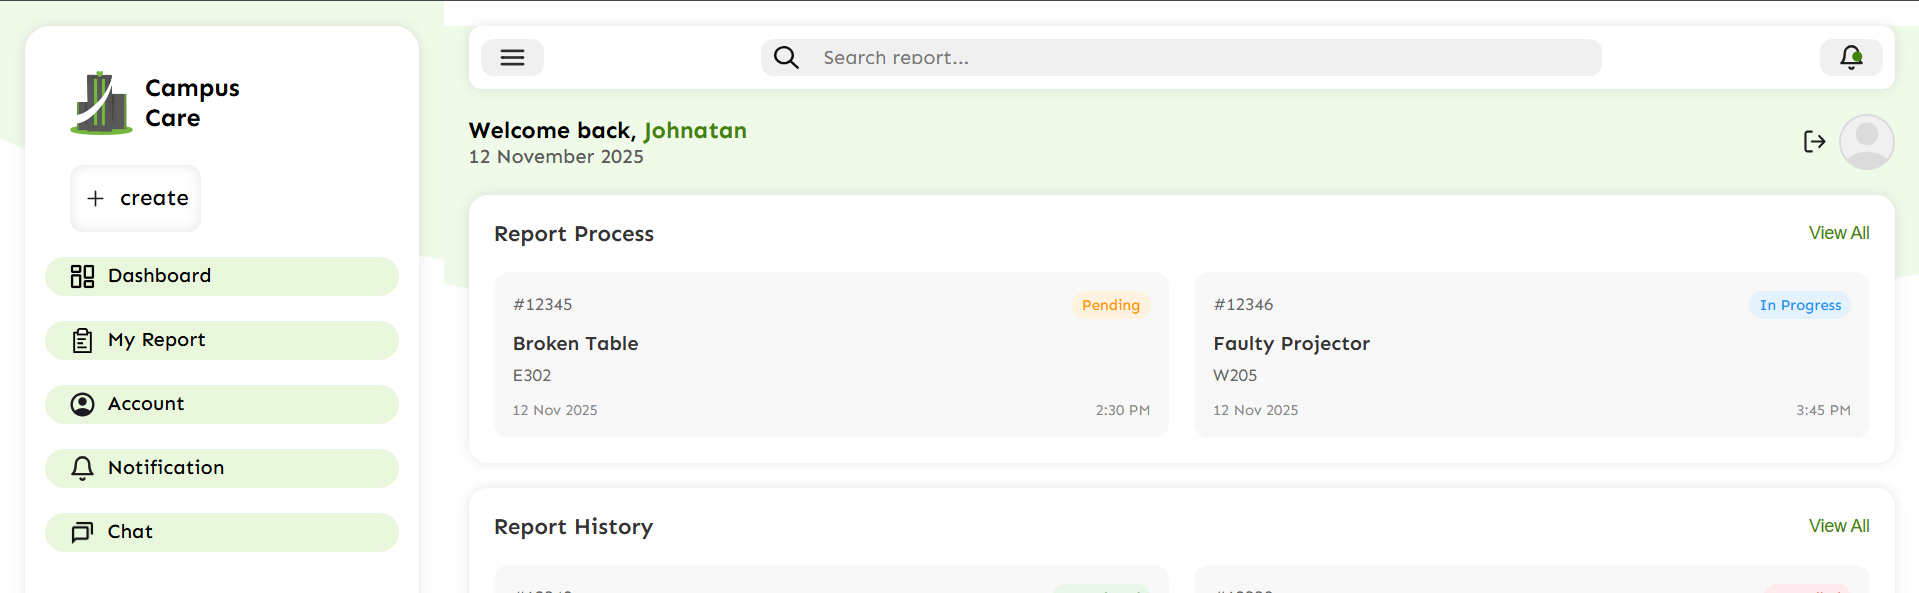 Campus
Care
create
Dashboard
My Report
Account
Notification
Chat
Search report...
Welcome back, Johnatan
12 November 2025
Report Process
View All
#12345
Pending
Broken Table
E302
12 Nov 2025
2:30 PM
#12346
In Progress
Faulty Projector
W205
12 Nov 2025
3:45 PM
Report History
View All